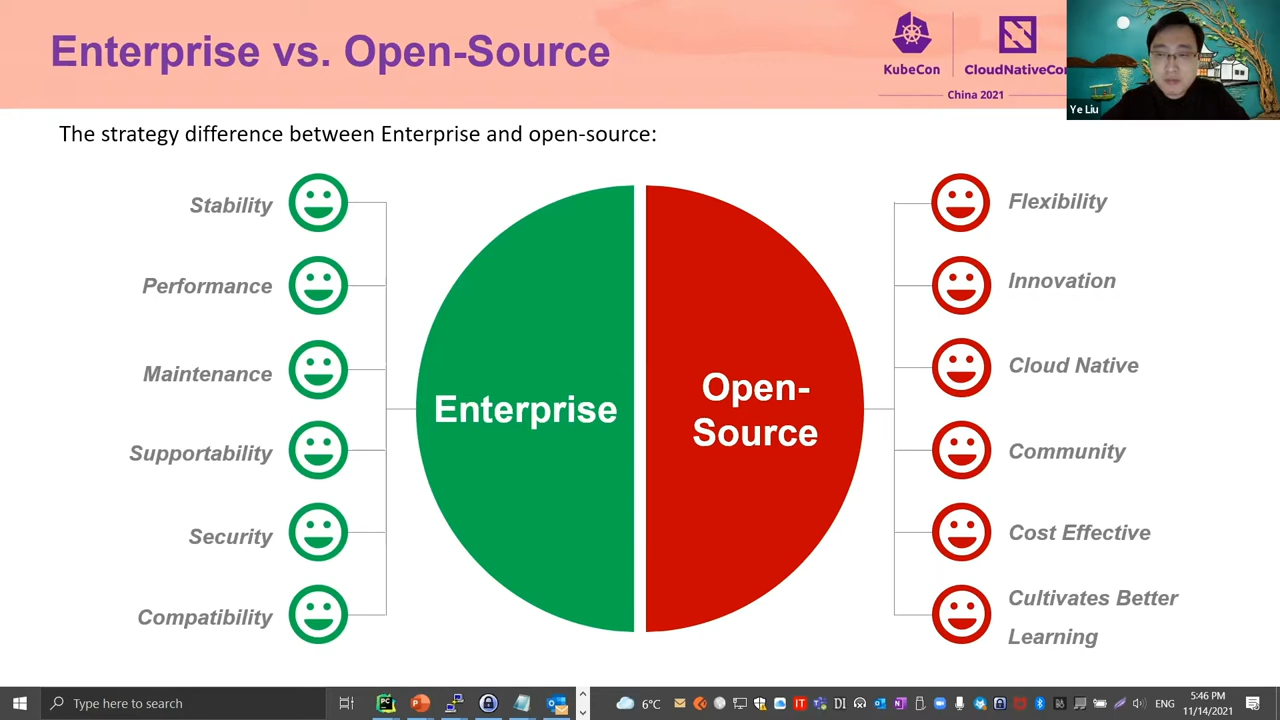 Enterprise vs. Open-Source
KubeCon
CloudNativeCon
China 2021
Ye Liu
The strategy difference between Enterprise and open-source:
Stability
Performance
Maintenance
Supportability
Security
Compatibility
Enterprise
Open-
Source
Flexibility
Innovation
Cloud Native
Community
Cost Effective
Cultivates Better
Learning
Type here to search
6°C
ENG
5:46 PM
11/14/2021